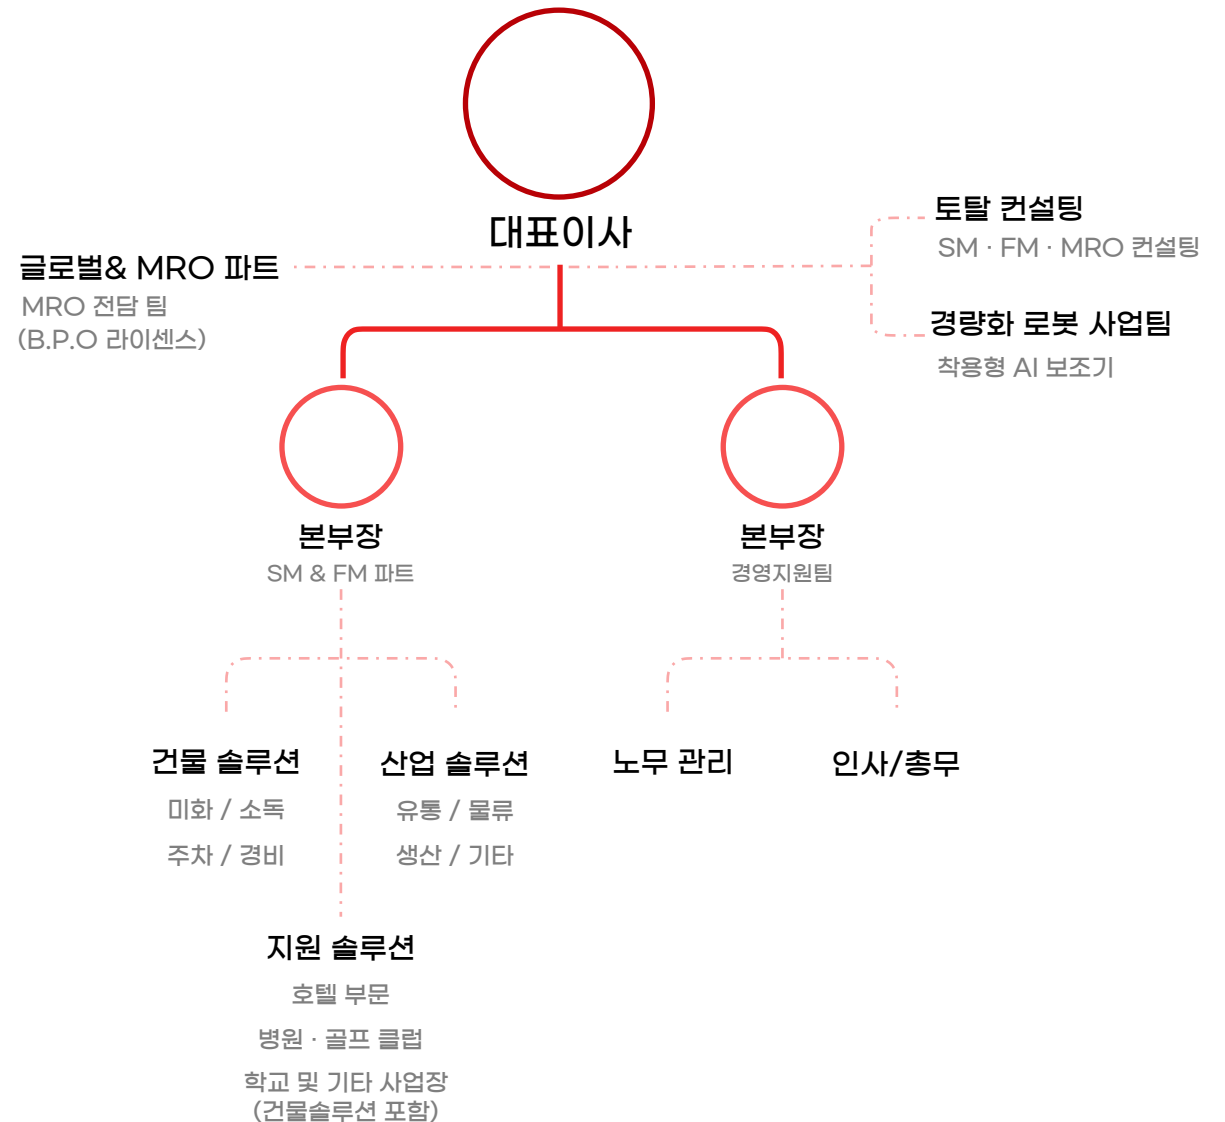 대표이사
글로벌& MRO 파트
MRO 전담 팀
(B.P.O 라이센스)
토탈 컨설팅
SM · FM · MRO 컨설팅
경량화 로봇 사업팀
착용형 AI 보조기
본부장
SM & FM 파트
본부장
경영지원팀
건물 솔루션
미화 / 소독
주차 / 경비
산업 솔루션
유통 / 물류
생산 / 기타
노무 관리
인사/총무
지원 솔루션
호텔 부문
병원 · 골프 클럽
학교 및 기타 사업장
(건물솔루션 포함)